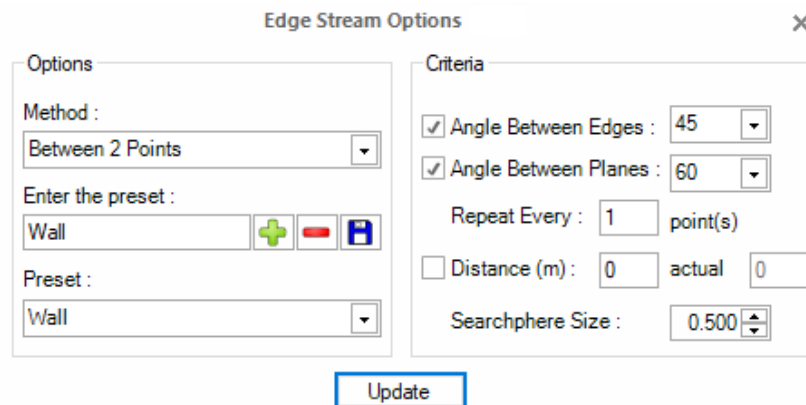 Edge Stream Options
Options
Method :
Between 2 Points
Enter the preset :
Wall
Preset :
Wall
Criteria
Angle Between Edges : 45
Angle Between Planes : 60
Repeat Every : 1 point(s)
Distance (m) : 0 actual 0
Searchphere Size : 0.500
Update